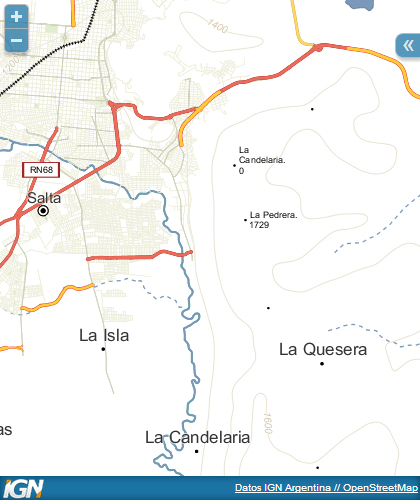 +
1400
1200
«
−
La
Candelaria.
0
RN68
Salta
La Pedrera.
1729
La Isla
La Quesera
1600
as
La Candelaria
IGN
Datos IGN Argentina // OpenStreetMap